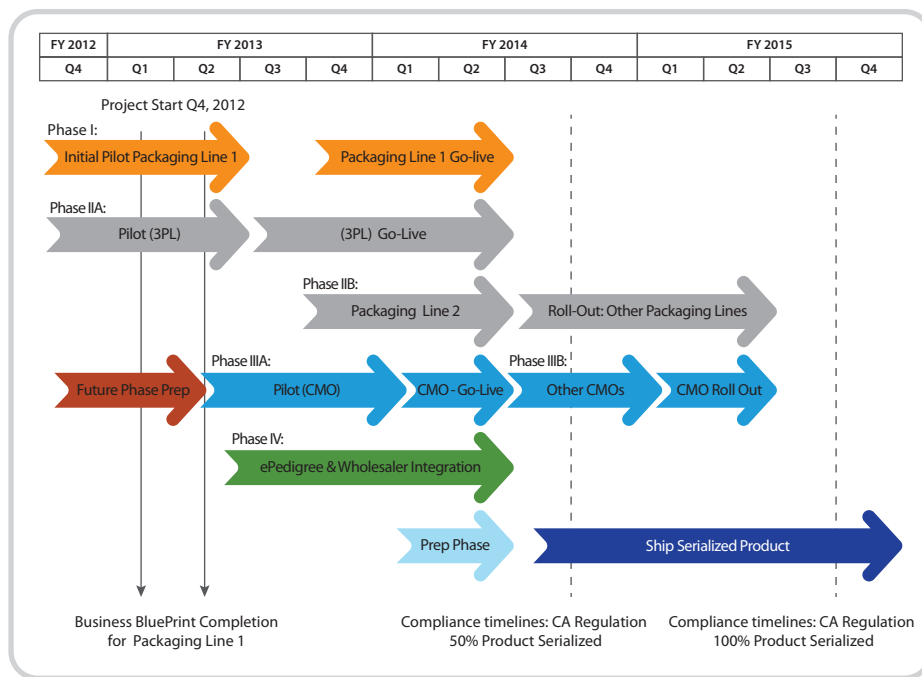 FY 2012 FY 2013 FY 2014 FY 2015
Q4 Q1 Q2 Q3 Q4 Q1 Q2 Q3 Q4 Q1 Q2 Q3 Q4
Project Start Q4, 2012
Phase I:
Initial Pilot Packaging Line 1 Packaging Line 1 Go-live
Phase IIA:
Pilot (3PL) (3PL) Go-Live
Phase IIB:
Packaging Line 2 Roll-Out: Other Packaging Lines
Phase IIIA: Phase IIIB:
Future Phase Prep Pilot (CMO) CMO - Go-Live Other CMOs CMO Roll Out
Phase IV:
ePedigree & Wholesaler Integration
Prep Phase Ship Serialized Product
Business BluePrint Completion Compliance timelines: CA Regulation Compliance timelines: CA Regulation
for Packaging Line 1 50% Product Serialized 100% Product Serialized